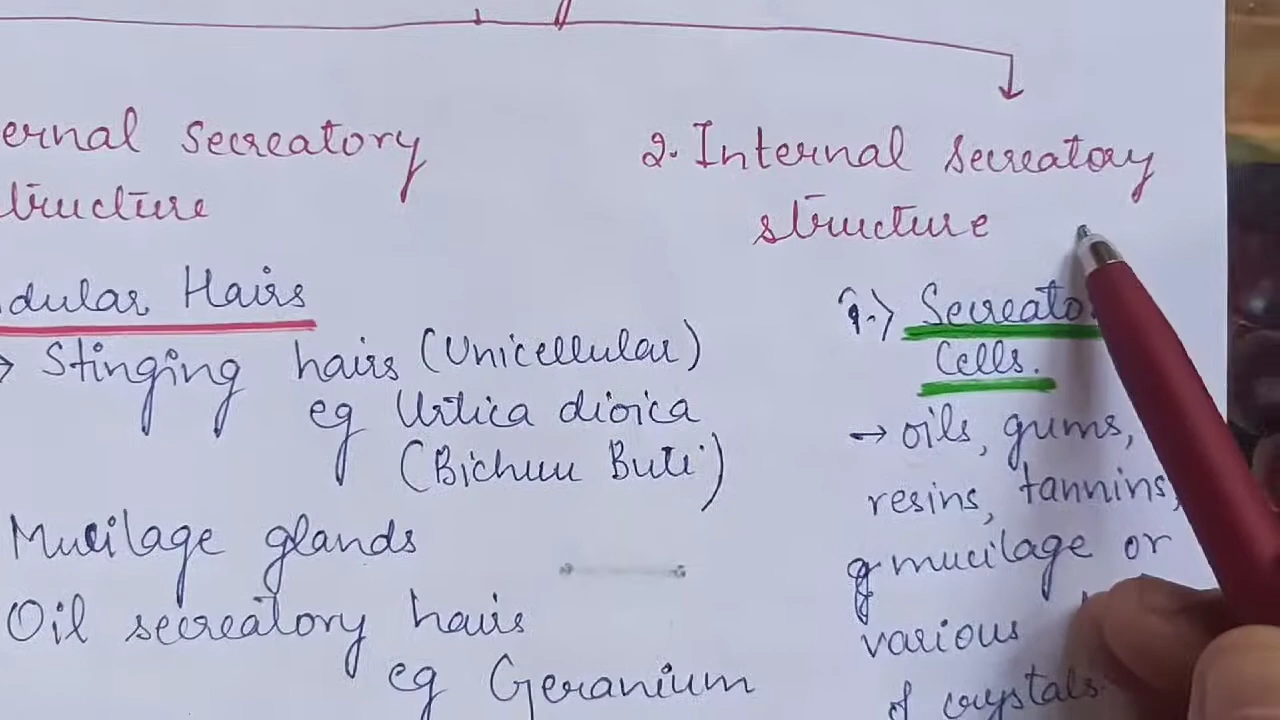 ernal Secreatory
tructure
dular Hairs
→ Stinging hairs (Unicellular)
eg Urtica dioica
(Bichuu Buti)
Mucilage glands
Oil secreatory hairs
eg Geranium
2. Internal Secreatory
structure
i.) Secreato
Cells.
→ oils, gums,
resins, tannins,
mucilage or
various
of crystals.